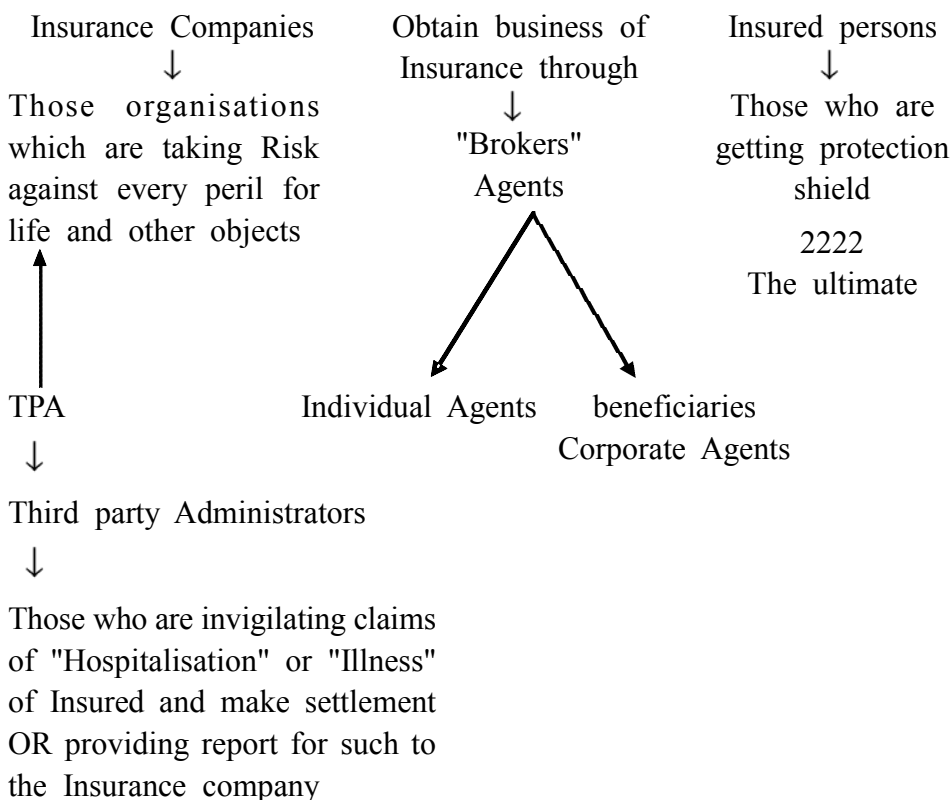 Insurance Companies
↓
Those organisations
which are taking Risk
against every peril for
life and other objects
Obtain business of
Insurance through
↓
"Brokers"
Agents
Insured persons
↓
Those who are
getting protection
shield
2222
The ultimate
TPA
↓
Third party Administrators
↓
Those who are invigilating claims
of "Hospitalisation" or "Illness"
of Insured and make settlement
OR providing report for such to
the Insurance company
Individual Agents
beneficiaries
Corporate Agents